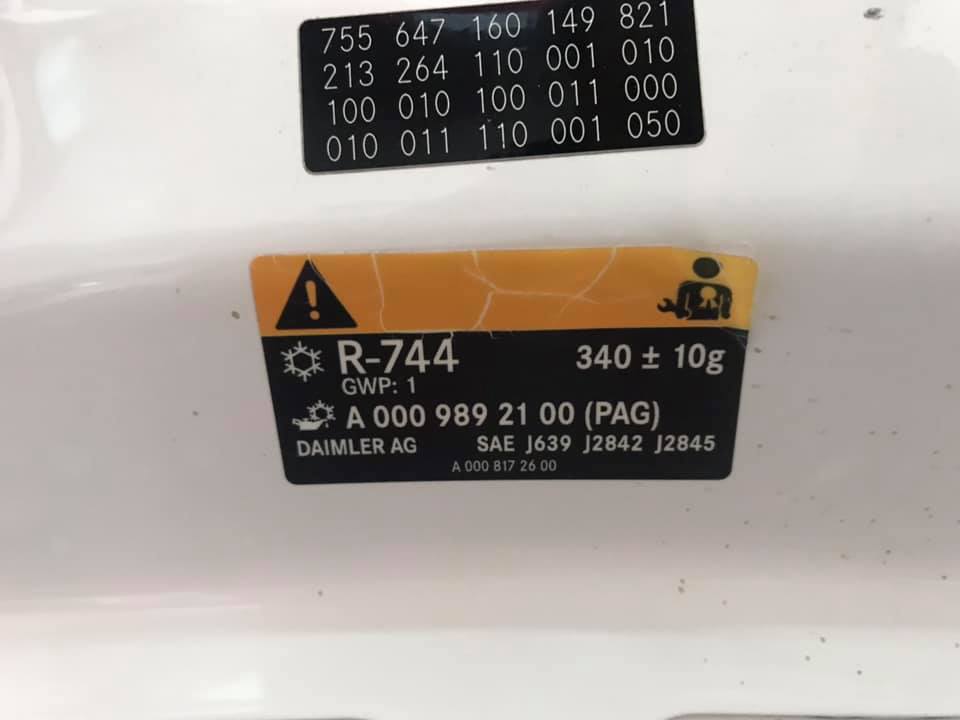 755 647 160 149 821
213 264 110 001 010
100 010 100 011 000
010 011 110 001 050
R-744 340 ± 10g
GWP: 1
A 000 989 21 00 (PAG)
DAIMLER AG SAE J639 J2842 J2845
A 000 817 26 00